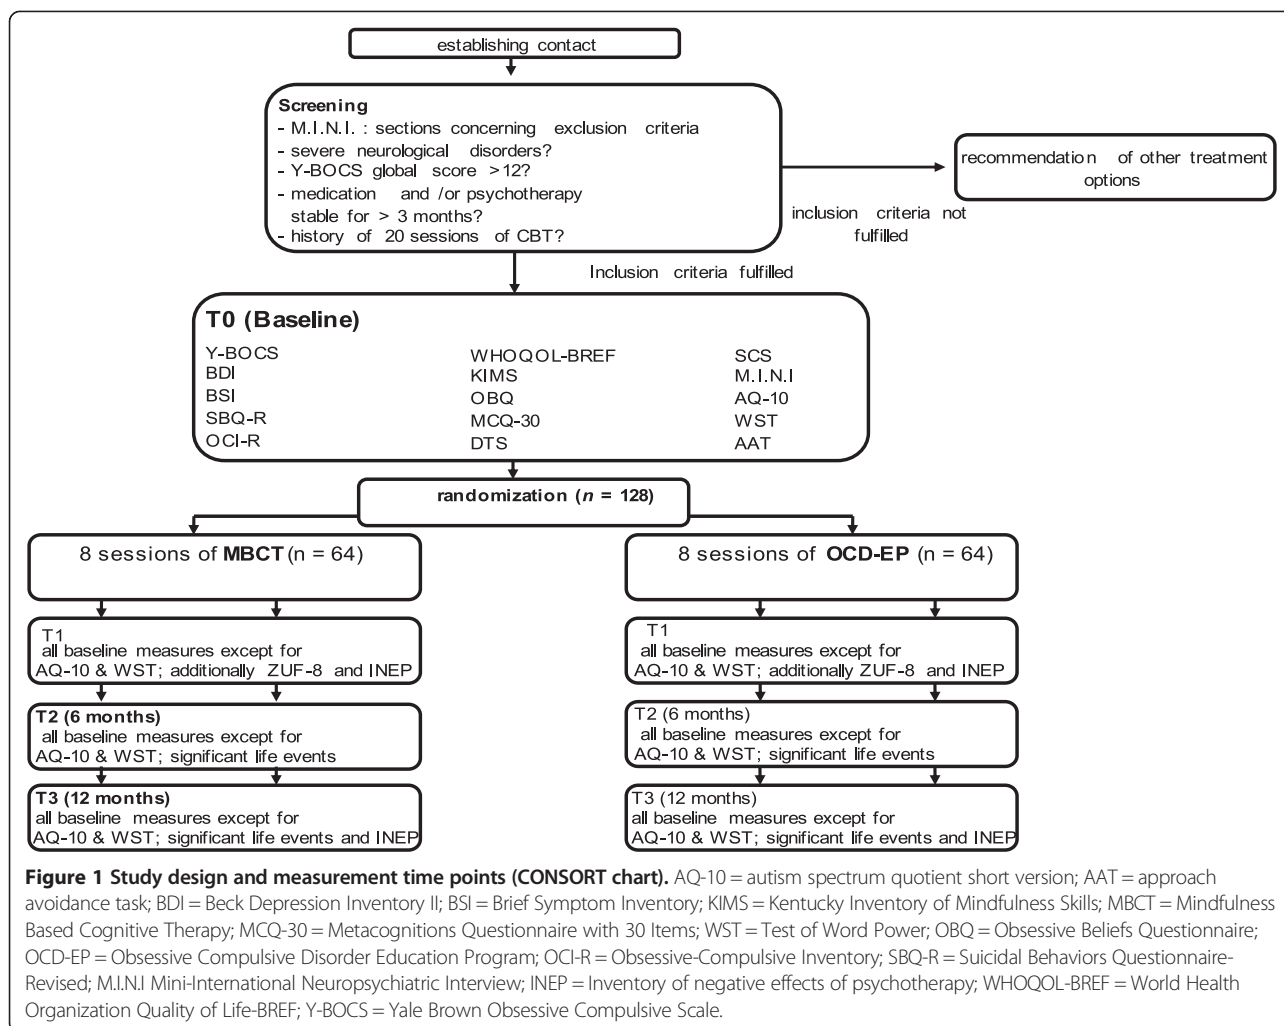 establishing contact
Screening
- M.I.N.I. : sections concerning exclusion criteria
- severe neurological disorders?
- Y-BOCS global score >12?
- medication and /or psychotherapy
stable for > 3 months?
- history of 20 sessions of CBT?
recommendation of other treatment
options
inclusion criteria not
fulfilled
Inclusion criteria fulfilled
T0 (Baseline)
Y-BOCS
BDI
BSI
SBQ-R
OCI-R
WHOQOL-BREF
KIMS
OBQ
MCQ-30
DTS
SCS
M.I.N.I
AQ-10
WST
AAT
randomization (n = 128)
8 sessions of MBCT (n = 64)
T1
all baseline measures except for
AQ-10 & WST; additionally ZUF-8 and INEP
T2 (6 months)
all baseline measures except for
AQ-10 & WST; significant life events
T3 (12 months)
all baseline measures except for
AQ-10 & WST; significant life events and INEP
8 sessions of OCD-EP (n = 64)
T1
all baseline measures except for
AQ-10 & WST; additionally ZUF-8 and INEP
T2 (6 months)
all baseline measures except for
AQ-10 & WST; significant life events
T3 (12 months)
all baseline measures except for
AQ-10 & WST; significant life events and INEP
Figure 1 Study design and measurement time points (CONSORT chart). AQ-10 = autism spectrum quotient short version; AAT = approach
avoidance task; BDI = Beck Depression Inventory II; BSI = Brief Symptom Inventory; KIMS = Kentucky Inventory of Mindfulness Skills; MBCT = Mindfulness
Based Cognitive Therapy; MCQ-30 = Metacognitions Questionnaire with 30 Items; WST = Test of Word Power; OBQ = Obsessive Beliefs Questionnaire;
OCD-EP = Obsessive Compulsive Disorder Education Program; OCI-R = Obsessive-Compulsive Inventory; SBQ-R = Suicidal Behaviors Questionnaire-
Revised; M.I.N.I Mini-International Neuropsychiatric Interview; INEP = Inventory of negative effects of psychotherapy; WHOQOL-BREF = World Health
Organization Quality of Life-BREF; Y-BOCS = Yale Brown Obsessive Compulsive Scale.